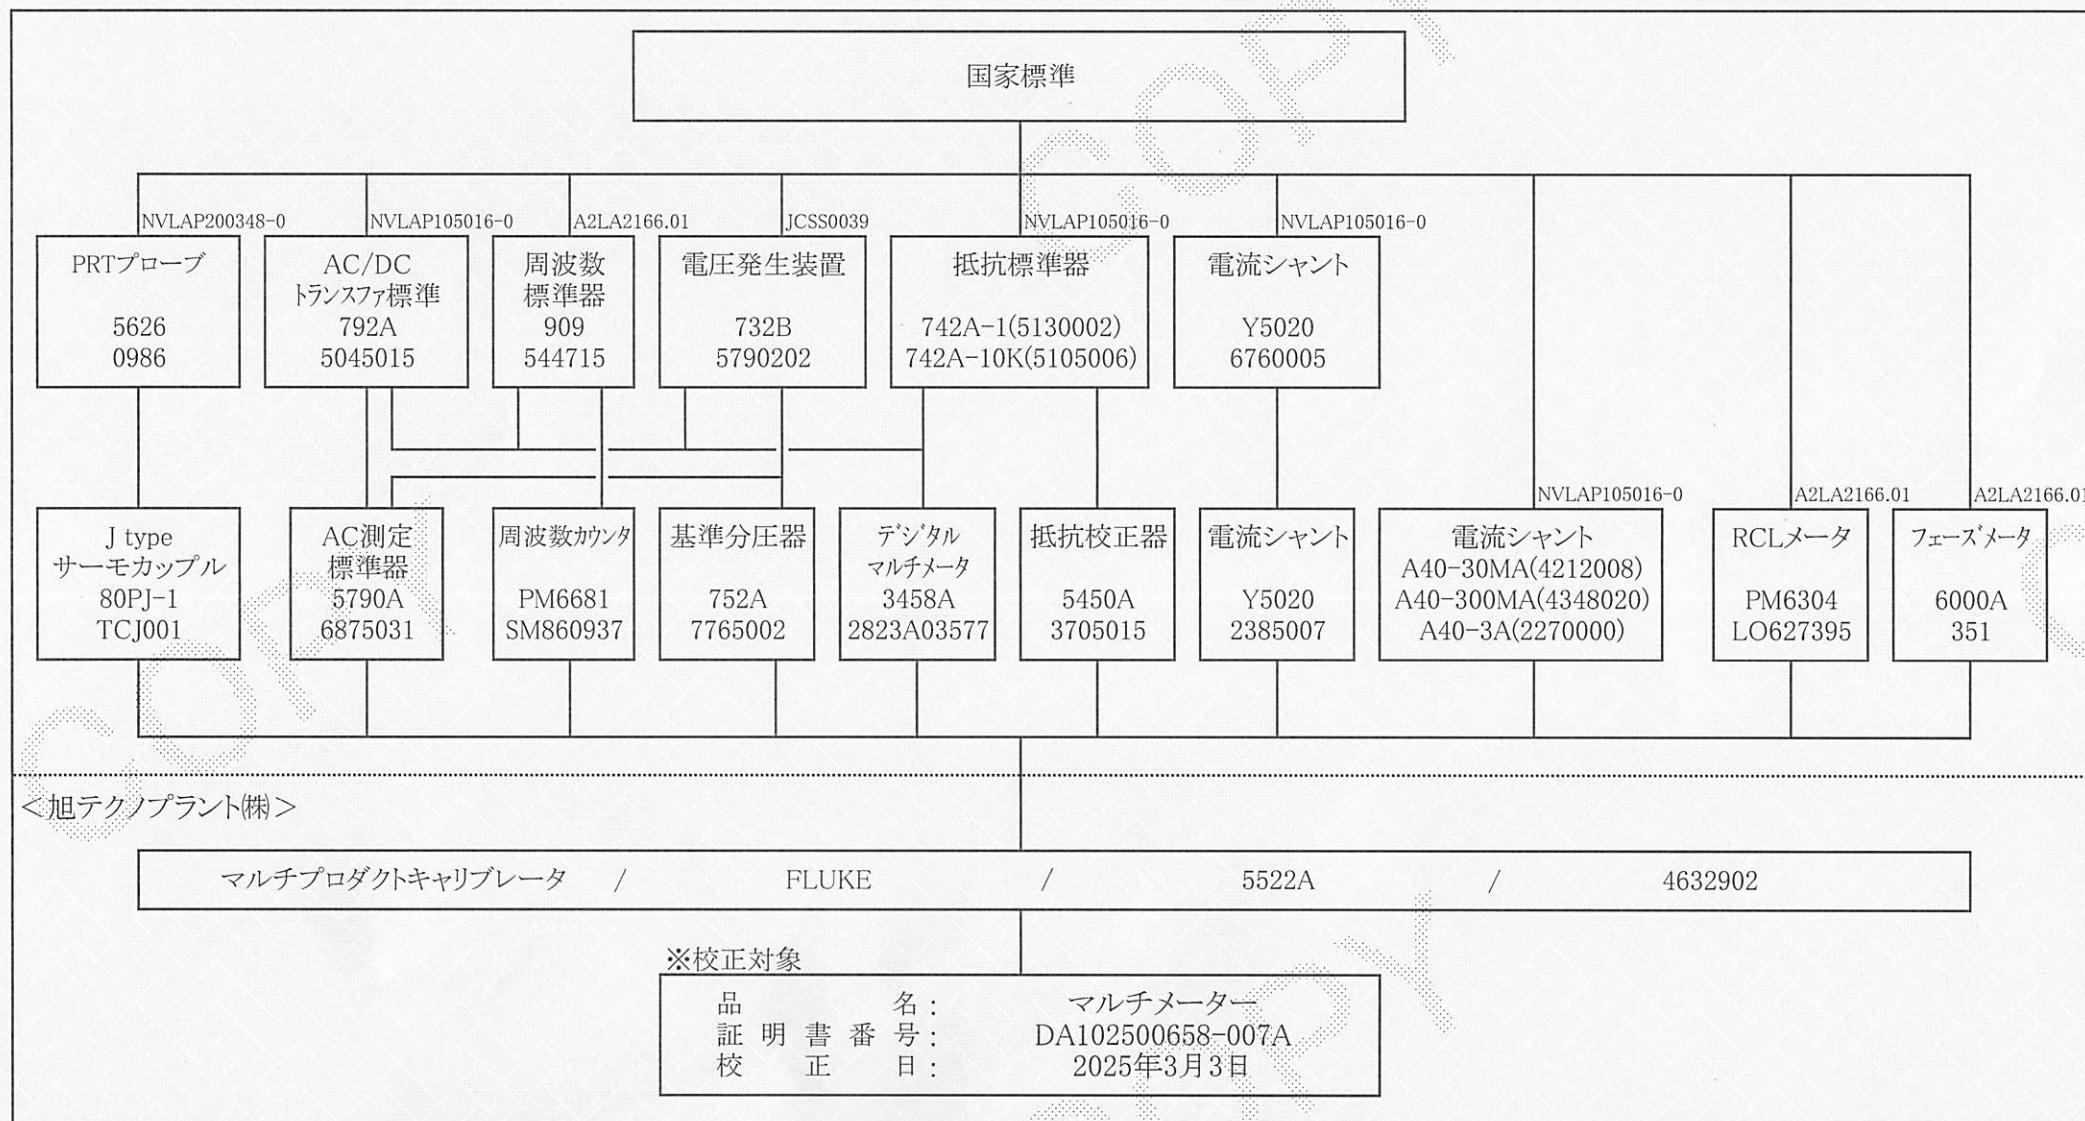 国家標準
NVLAP200348-0
NVLAP105016-0
A2LA2166.01
JCSS0039
NVLAP105016-0
NVLAP105016-0
PRTプローブ
5626
0986
AC/DC
トランスファ標準
792A
5045015
周波数
標準器
909
544715
電圧発生装置
732B
5790202
抵抗標準器
742A-1(5130002)
742A-10K(5105006)
電流シャント
Y5020
6760005
NVLAP105016-0
A2LA2166.01
A2LA2166.01
J type
サーモカップル
80PJ-1
TCJ001
AC測定
標準器
5790A
6875031
周波数カウンタ
PM6681
SM860937
基準分圧器
752A
7765002
デジタル
マルチメータ
3458A
2823A03577
抵抗校正器
5450A
3705015
電流シャント
Y5020
2385007
電流シャント
A40-30MA(4212008)
A40-300MA(4348020)
A40-3A(2270000)
RCLメータ
PM6304
LO627395
フェーズメータ
6000A
351
<旭テクノプラント㈱>
マルチプロダクトキャリブレータ / FLUKE / 5522A / 4632902
※校正対象
品名: マルチメーター
証明書番号: DA102500658-007A
校正日: 2025年3月3日
COPY
COPY
COPY